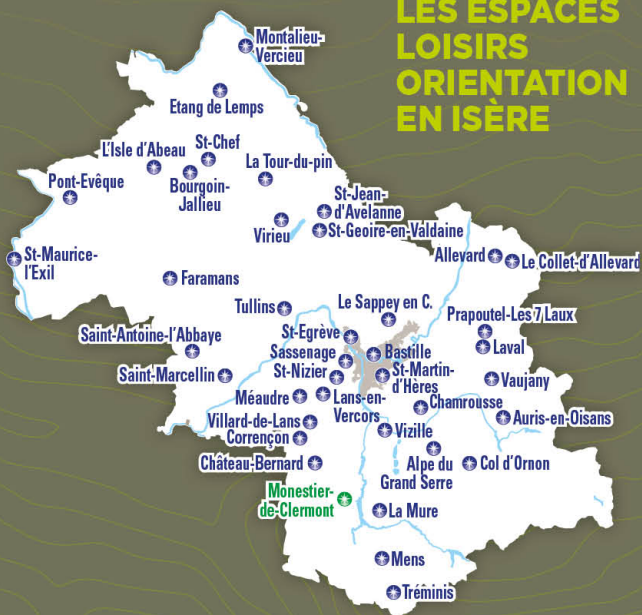 LES ESPACES
LOISIRS
ORIENTATION
EN ISÈRE
Montalieu-
Vercieu
Etang de Lemps
L'Isle d'Abeau
St-Chef
Bourgoin-
Jallieu
La Tour-du-pin
Pont-Evêque
St-Jean-
d'Avelanne
Virieu
St-Geoire-en-Valdaine
St-Maurice-
l'Exil
Faramans
Allevard
Le Collet-d'Allevard
Tullins
Le Sappey en C.
Prapoutel-Les 7 Laux
Saint-Antoine-l'Abbaye
St-Egrève
Sassenage
Bastille
Laval
St-Nizier
St-Martin-
d'Hères
Saint-Marcellin
Vaujany
Méaudre
Lans-en-
Vercors
Chamrousse
Auris-en-Oisans
Villard-de-Lans
Corrençon
Vizille
Château-Bernard
Alpe du
Grand Serre
Col d'Ornon
Monestier-
de-Clermont
La Mure
Mens
Tréminis